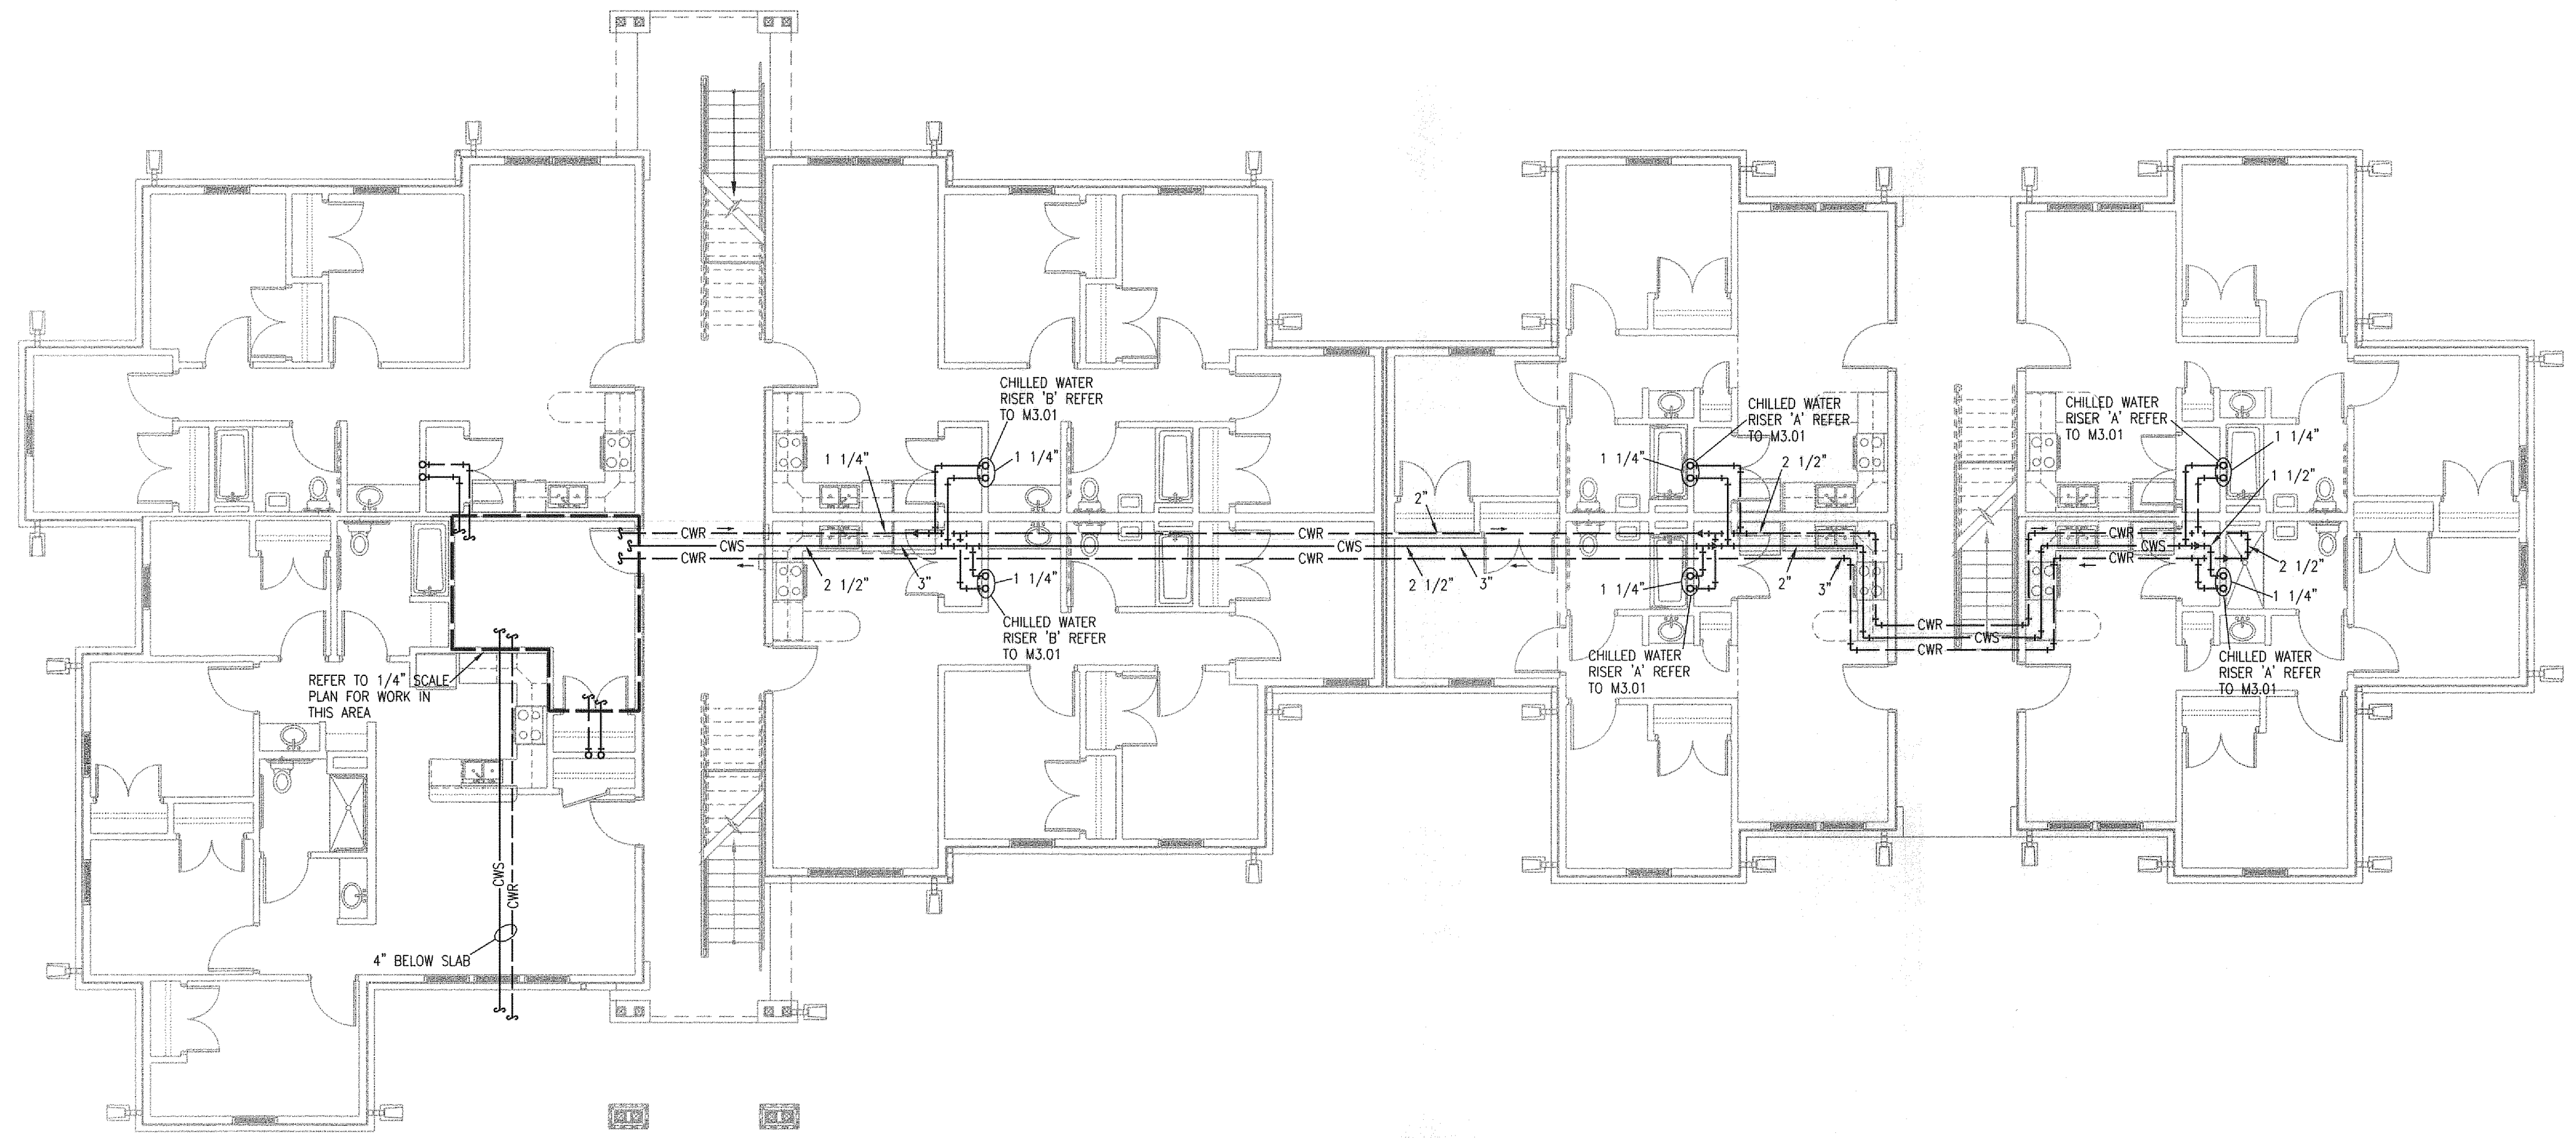 CHILLED WATER
RISER 'B' REFER
TO M3.01
1 1/4"
1 1/4"
CWR
CWS
CWR
2 1/2"
3"
1 1/4"
CHILLED WATER
RISER 'B' REFER
TO M3.01
CWR
CWS
CWR
2"
2 1/2"
3"
CHILLED WATER
RISER 'A' REFER
TO M3.01
1 1/4"
2 1/2"
1 1/4"
2"
3"
CHILLED WATER
RISER 'A' REFER
TO M3.01
CWR
CWS
CWR
CHILLED WATER
RISER 'A' REFER
TO M3.01
1 1/4"
1 1/2"
CWR
CWS
CWR
2 1/2"
1 1/4"
CHILLED WATER
RISER 'A' REFER
TO M3.01
REFER TO 1/4" SCALE
PLAN FOR WORK IN
THIS AREA
CWS
CWR
4" BELOW SLAB